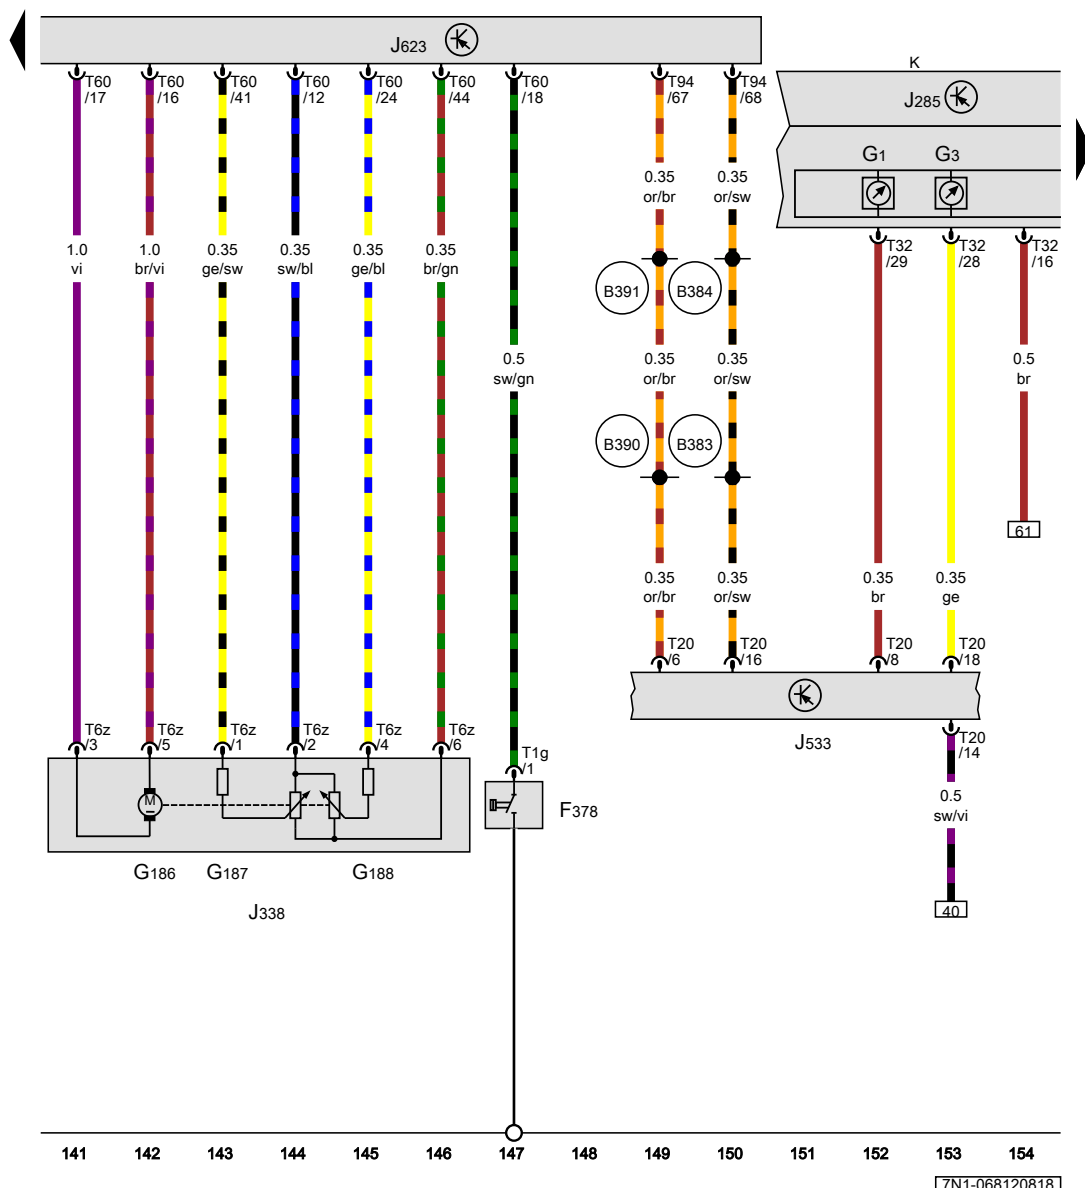 J623
K
J285
T60 T60 T60 T60 T60 T60 T60 T94 T94
/17 /16 /41 /12 /24 /44 /18 /67 /68
G1 G3
0.35 0.35
or/br or/sw
T32 T32 T32
/29 /28 /16
1.0 1.0 0.35 0.35 0.35 0.35
vi br/vi ge/sw sw/bl ge/bl br/gn
B391 B384
0.5 0.35 0.35 0.5
sw/gn or/br or/sw br
B390 B383
61
0.35 0.35 0.35 0.35
or/br or/sw br ge
T20 T20 T20 T20
/6 /16 /8 /18
T6z T6z T6z T6z T6z T6z
/3 /5 /1 /2 /4 /6
J533
T20
/14
T1g
/1
M
F378
0.5
sw/vi
G186 G187 G188
J338
40
141 142 143 144 145 146 147 148 149 150 151 152 153 154
7N1-068120818